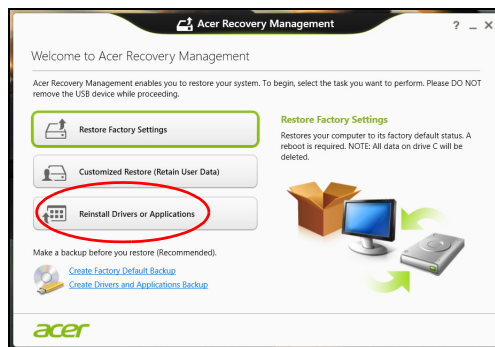 Acer Recovery Management
? _ X
Welcome to Acer Recovery Management
Acer Recovery Management enables you to restore your system. To begin, select the task you want to perform. Please DO NOT
remove the USB device while proceeding.
Restore Factory Settings
Customized Restore (Retain User Data)
Reinstall Drivers or Applications
Restore Factory Settings
Restores your computer to its factory default status. A
reboot is required. NOTE: All data on drive C will be
deleted.
Make a backup before you restore (Recommended).
Create Factory Default Backup
Create Drivers and Applications Backup
acer